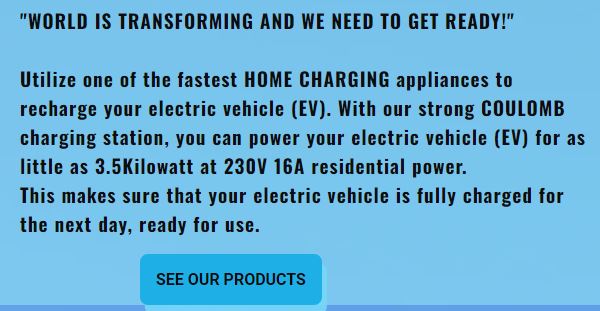 "WORLD IS TRANSFORMING AND WE NEED TO GET READY!"
Utilize one of the fastest HOME CHARGING appliances to
recharge your electric vehicle (EV). With our strong COULOMB
charging station, you can power your electric vehicle (EV) for as
little as 3.5Kilowatt at 230V 16A residential power.
This makes sure that your electric vehicle is fully charged for
the next day, ready for use.
SEE OUR PRODUCTS